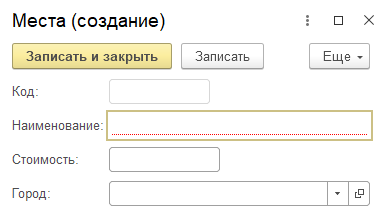 Места (создание)
Записать и закрыть Записать Еще
Код:
Наименование:
Стоимость:
Город: